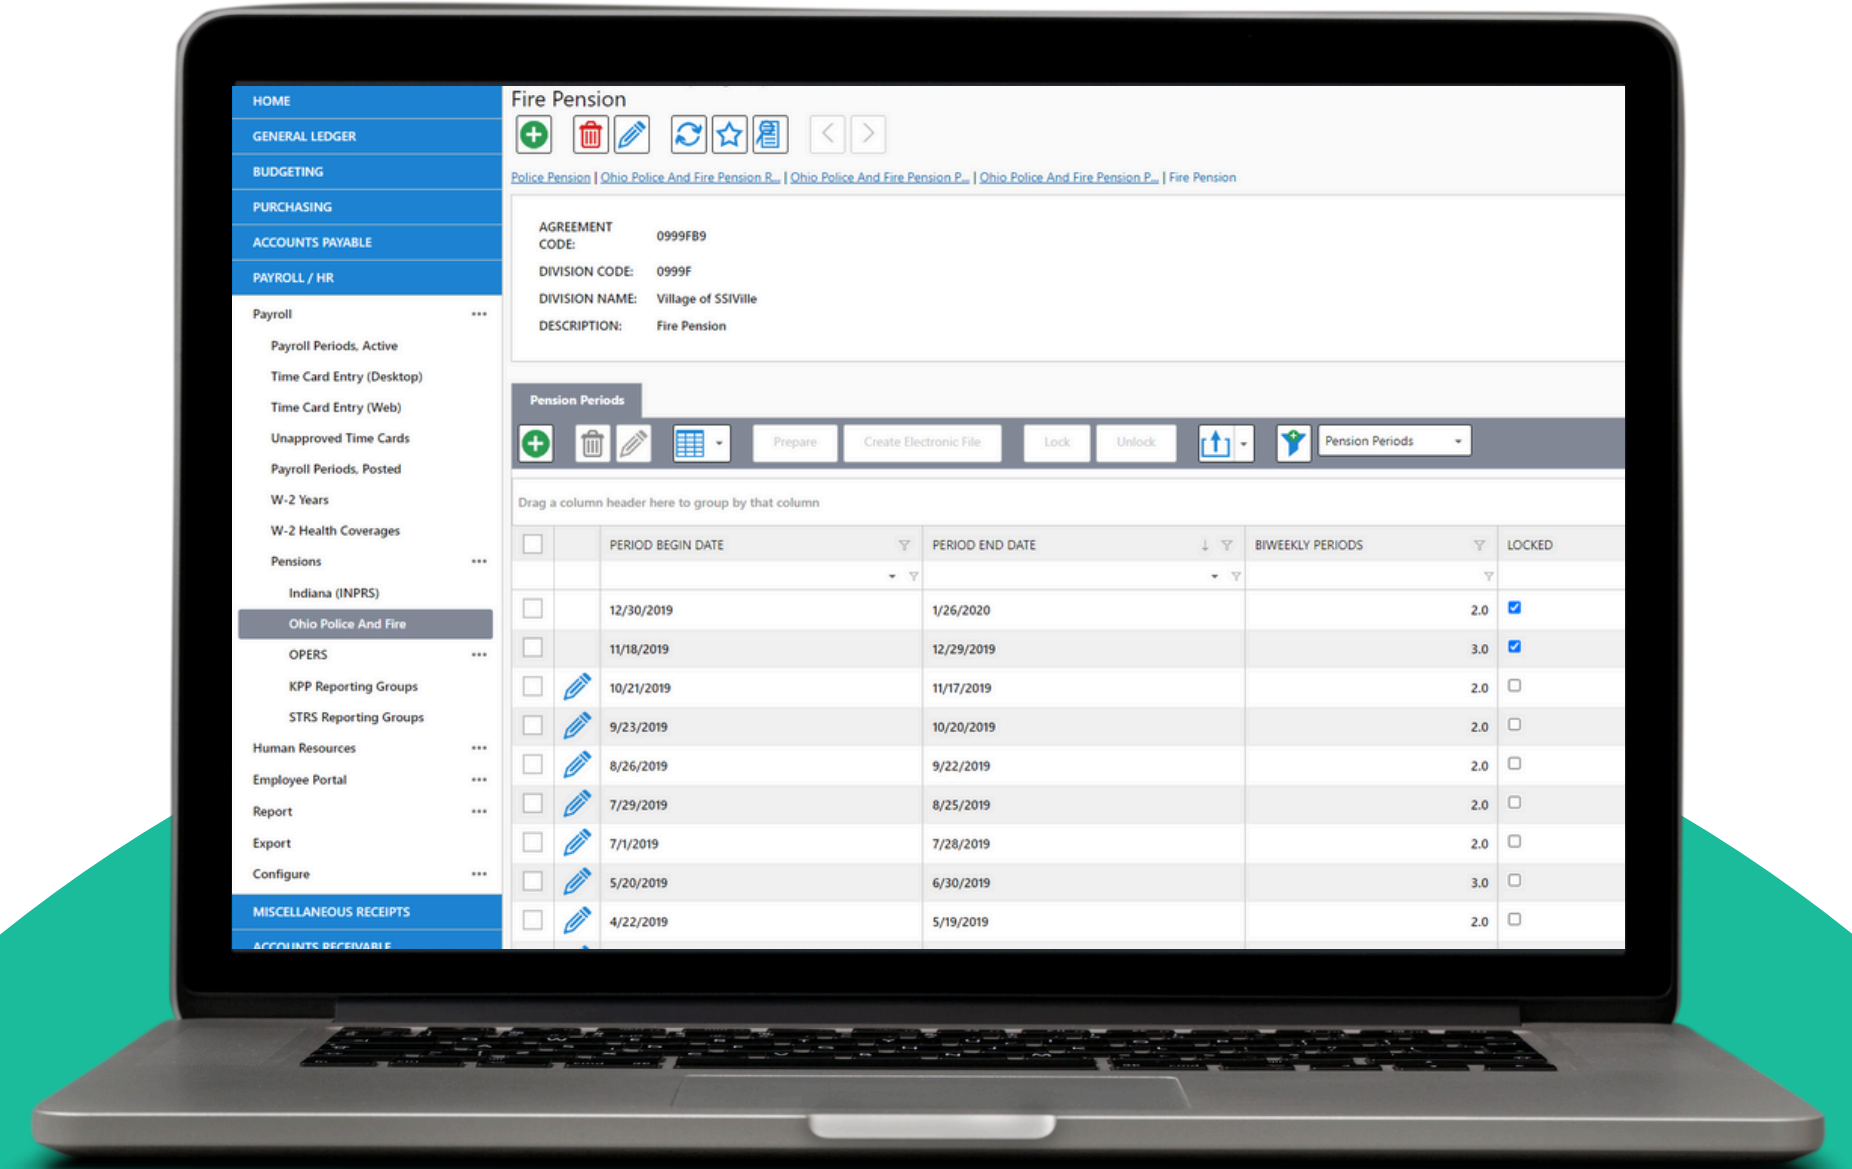 HOME
GENERAL LEDGER
BUDGETING
PURCHASING
ACCOUNTS PAYABLE
PAYROLL / HR
Payroll
Payroll Periods, Active
Time Card Entry (Desktop)
Time Card Entry (Web)
Unapproved Time Cards
Payroll Periods, Posted
W-2 Years
W-2 Health Coverages
Pensions
Indiana (INPRS)
Ohio Police And Fire
OPERS
KPP Reporting Groups
STRS Reporting Groups
Human Resources
Employee Portal
Report
Export
Configure
MISCELLANEOUS RECEIPTS
ACCOUNTS RECEIVABLE
Fire Pension
Police Pension | Ohio Police And Fire Pension R... | Ohio Police And Fire Pension P... | Ohio Police And Fire Pension P... | Fire Pension
AGREEMENT CODE: 0999FB9
DIVISION CODE: 0999F
DIVISION NAME: Village of SSIVille
DESCRIPTION: Fire Pension
Pension Periods
Prepare Create Electronic File Lock Unlock Pension Periods
Drag a column header here to group by that column
PERIOD BEGIN DATE PERIOD END DATE BIWEEKLY PERIODS LOCKED
12/30/2019 1/26/2020 2.0
11/18/2019 12/29/2019 3.0
10/21/2019 11/17/2019 2.0
9/23/2019 10/20/2019 2.0
8/26/2019 9/22/2019 2.0
7/29/2019 8/25/2019 2.0
7/1/2019 7/28/2019 2.0
5/20/2019 6/30/2019 3.0
4/22/2019 5/19/2019 2.0